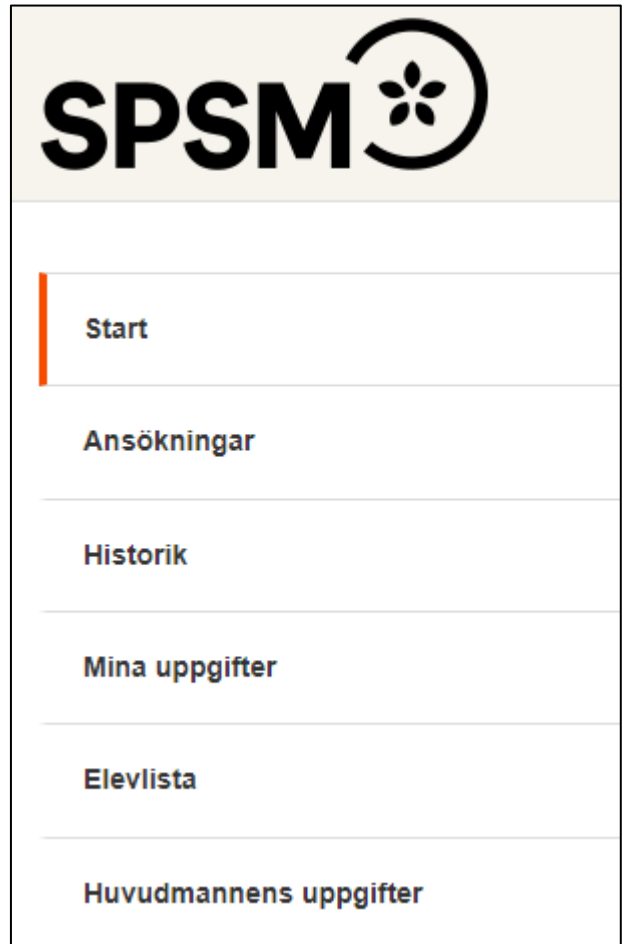 SPSM
Start
Ansökningar
Historik
Mina uppgifter
Elevlista
Huvudmannens uppgifter